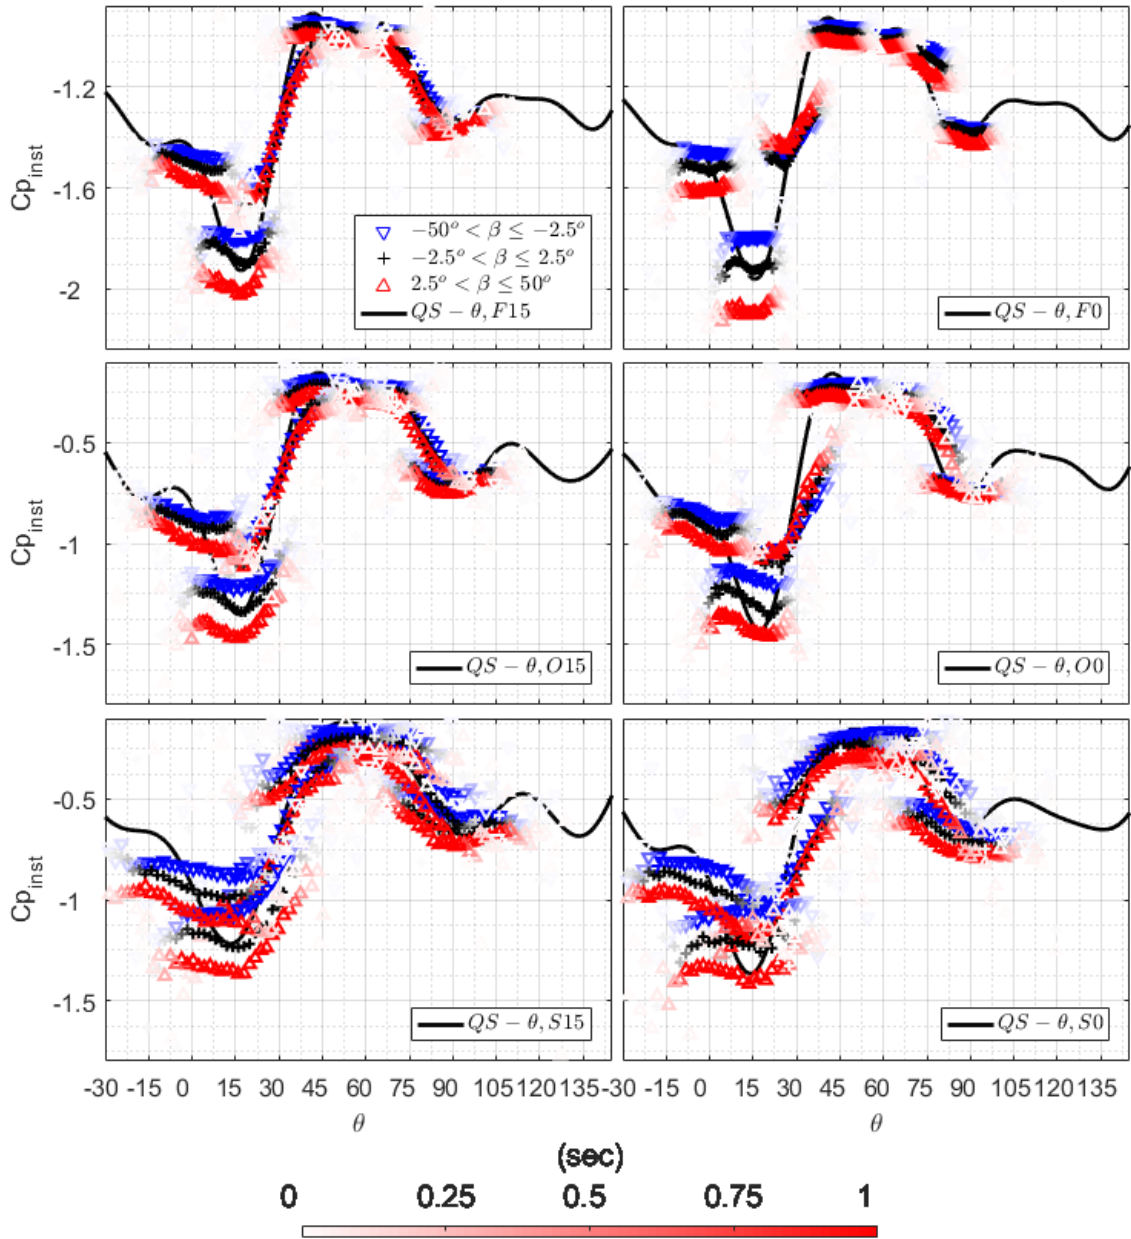 -1.2
-1.6
-2
Cp_inst
−50° < β ≤ −2.5°
−2.5° < β ≤ 2.5°
2.5° < β ≤ 50°
QS − θ, F15
QS − θ, F0
-0.5
-1
-1.5
Cp_inst
QS − θ, O15
QS − θ, O0
-0.5
-1
-1.5
Cp_inst
QS − θ, S15
QS − θ, S0
-30 -15 0 15 30 45 60 75 90 105 120 135 -30 -15 0 15 30 45 60 75 90 105 120 135
θ θ
(sec)
0 0.25 0.5 0.75 1